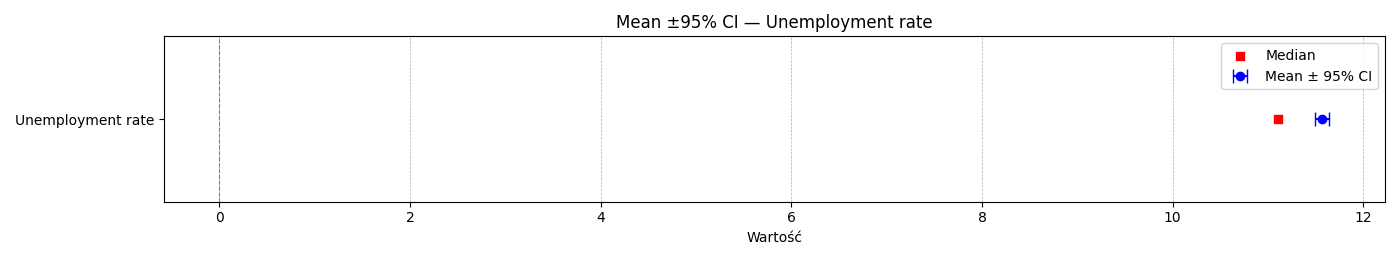 Mean ±95% CI — Unemployment rate
Median
Mean ± 95% CI
Unemployment rate
0 2 4 6 8 10 12
Wartość